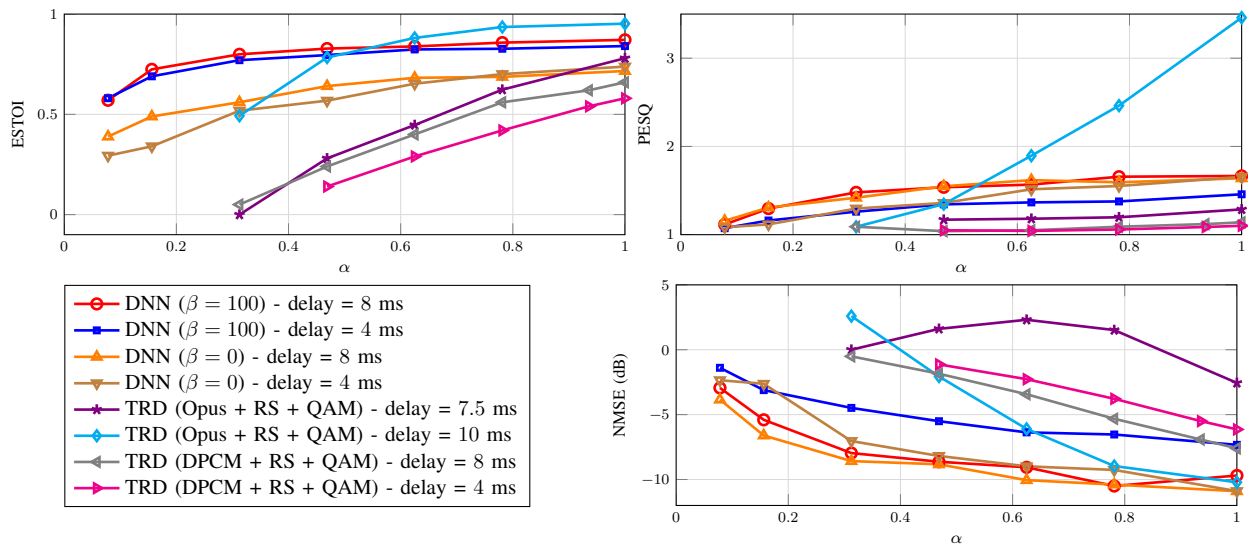 1
0.5
0
ESTOI
0 0.2 0.4 0.6 0.8 1
α
3
2
1
PESQ
0 0.2 0.4 0.6 0.8 1
α
DNN (β = 100) - delay = 8 ms
DNN (β = 100) - delay = 4 ms
DNN (β = 0) - delay = 8 ms
DNN (β = 0) - delay = 4 ms
TRD (Opus + RS + QAM) - delay = 7.5 ms
TRD (Opus + RS + QAM) - delay = 10 ms
TRD (DPCM + RS + QAM) - delay = 8 ms
TRD (DPCM + RS + QAM) - delay = 4 ms
5
0
−5
−10
NMSE (dB)
0 0.2 0.4 0.6 0.8 1
α